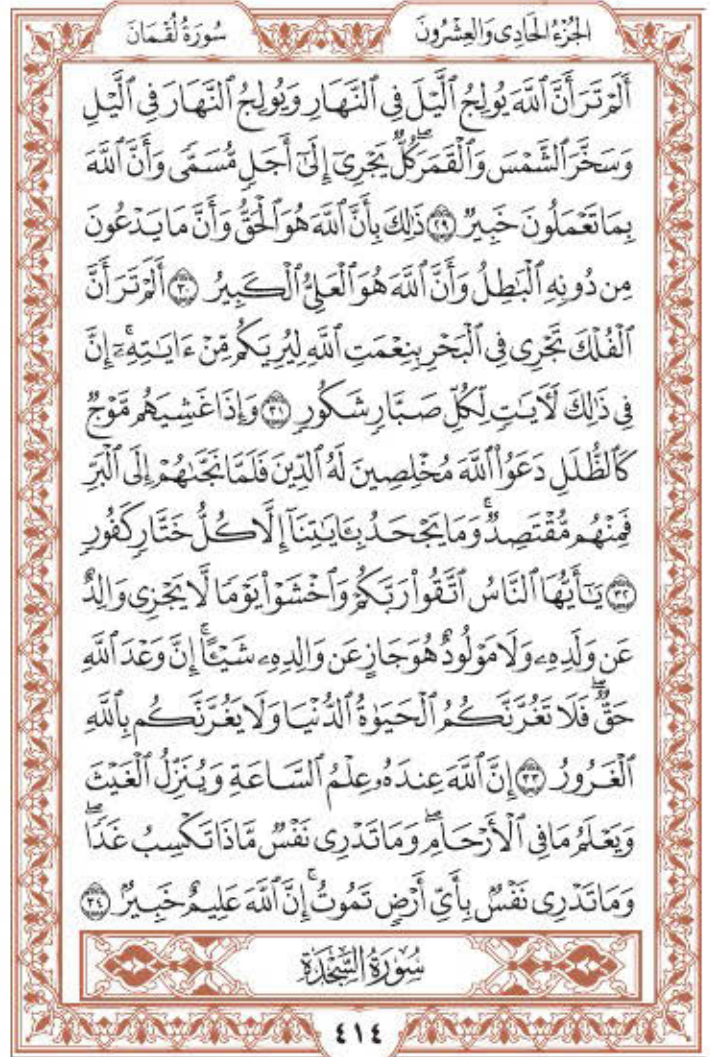 سُورَةُ لُقْمَانَ
الجُزْءُ الحَادِى وَالعِشْرُونَ
أَلَمْ تَرَ أَنَّ ٱللَّهَ يُولِجُ ٱلَّيْلَ فِى ٱلنَّهَارِ وَيُولِجُ ٱلنَّهَارَ فِى ٱلَّيْلِ
وَسَخَّرَ ٱلشَّمْسَ وَٱلْقَمَرَۖ كُلٌّ يَجْرِىٓ إِلَىٰٓ أَجَلٍ مُّسَمًّى وَأَنَّ ٱللَّهَ
بِمَا تَعْمَلُونَ خَبِيرٌ ٢٩ ذَٰلِكَ بِأَنَّ ٱللَّهَ هُوَ ٱلْحَقُّ وَأَنَّ مَا يَدْعُونَ
مِن دُونِهِ ٱلْبَٰطِلُ وَأَنَّ ٱللَّهَ هُوَ ٱلْعَلِىُّ ٱلْكَبِيرُ ٣٠ أَلَمْ تَرَ أَنَّ
ٱلْفُلْكَ تَجْرِى فِى ٱلْبَحْرِ بِنِعْمَتِ ٱللَّهِ لِيُرِيَكُم مِّنْ ءَايَٰتِهِۦٓۚ إِنَّ
فِى ذَٰلِكَ لَءَايَٰتٍ لِّكُلِّ صَبَّارٍ شَكُورٍ ٣١ وَإِذَا غَشِيَهُم مَّوْجٌ
كَٱلظُّلَلِ دَعَوُا۟ ٱللَّهَ مُخْلِصِينَ لَهُ ٱلدِّينَ فَلَمَّا نَجَّىٰهُمْ إِلَى ٱلْبَرِّ
فَمِنْهُم مُّقْتَصِدٌۚ وَمَا يَجْحَدُ بِـَٔايَٰتِنَآ إِلَّا كُلُّ خَتَّارٍ كَفُورٍ
٣٢ يَٰٓأَيُّهَا ٱلنَّاسُ ٱتَّقُوا۟ رَبَّكُمْ وَٱخْشَوْا۟ يَوْمًا لَّا يَجْزِى وَالِدٌ
عَن وَلَدِهِۦ وَلَا مَوْلُودٌ هُوَ جَازٍ عَن وَالِدِهِۦ شَيْـًٔاۚ إِنَّ وَعْدَ ٱللَّهِ
حَقٌّۖ فَلَا تَغُرَّنَّكُمُ ٱلْحَيَوٰةُ ٱلدُّنْيَا وَلَا يَغُرَّنَّكُم بِٱللَّهِ
ٱلْغَرُورُ ٣٣ إِنَّ ٱللَّهَ عِندَهُۥ عِلْمُ ٱلسَّاعَةِ وَيُنَزِّلُ ٱلْغَيْثَ
وَيَعْلَمُ مَا فِى ٱلْأَرْحَامِۖ وَمَا تَدْرِى نَفْسٌ مَّاذَا تَكْسِبُ غَدًاۖ
وَمَا تَدْرِى نَفْسٌۢ بِأَىِّ أَرْضٍ تَمُوتُۚ إِنَّ ٱللَّهَ عَلِيمٌ خَبِيرٌۢ ٣٤
سُورَةُ السَّجْدَةِ
٤١٤